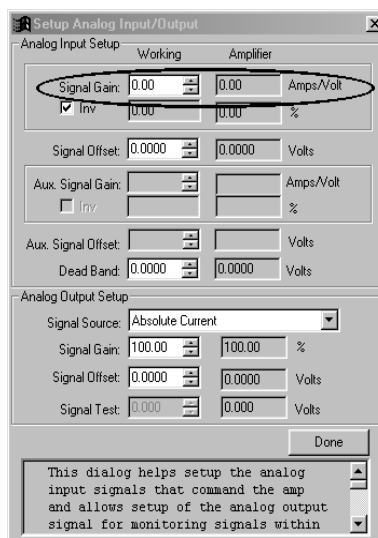 Setup Analog Input/Output
Analog Input Setup
Working Amplifier
Signal Gain: 0.00 0.00 Amps/Volt
Inv 0.00 0.00 %
Signal Offset: 0.0000 0.0000 Volts
Aux. Signal Gain: Amps/Volt
Inv %
Aux. Signal Offset: Volts
Dead Band: 0.0000 0.0000 Volts
Analog Output Setup
Signal Source: Absolute Current
Signal Gain: 100.00 100.00 %
Signal Offset: 0.0000 0.0000 Volts
Signal Test: 0.000 0.000 Volts
Done
This dialog helps setup the analog
input signals that command the amp
and allows setup of the analog output
signal for monitoring signals within